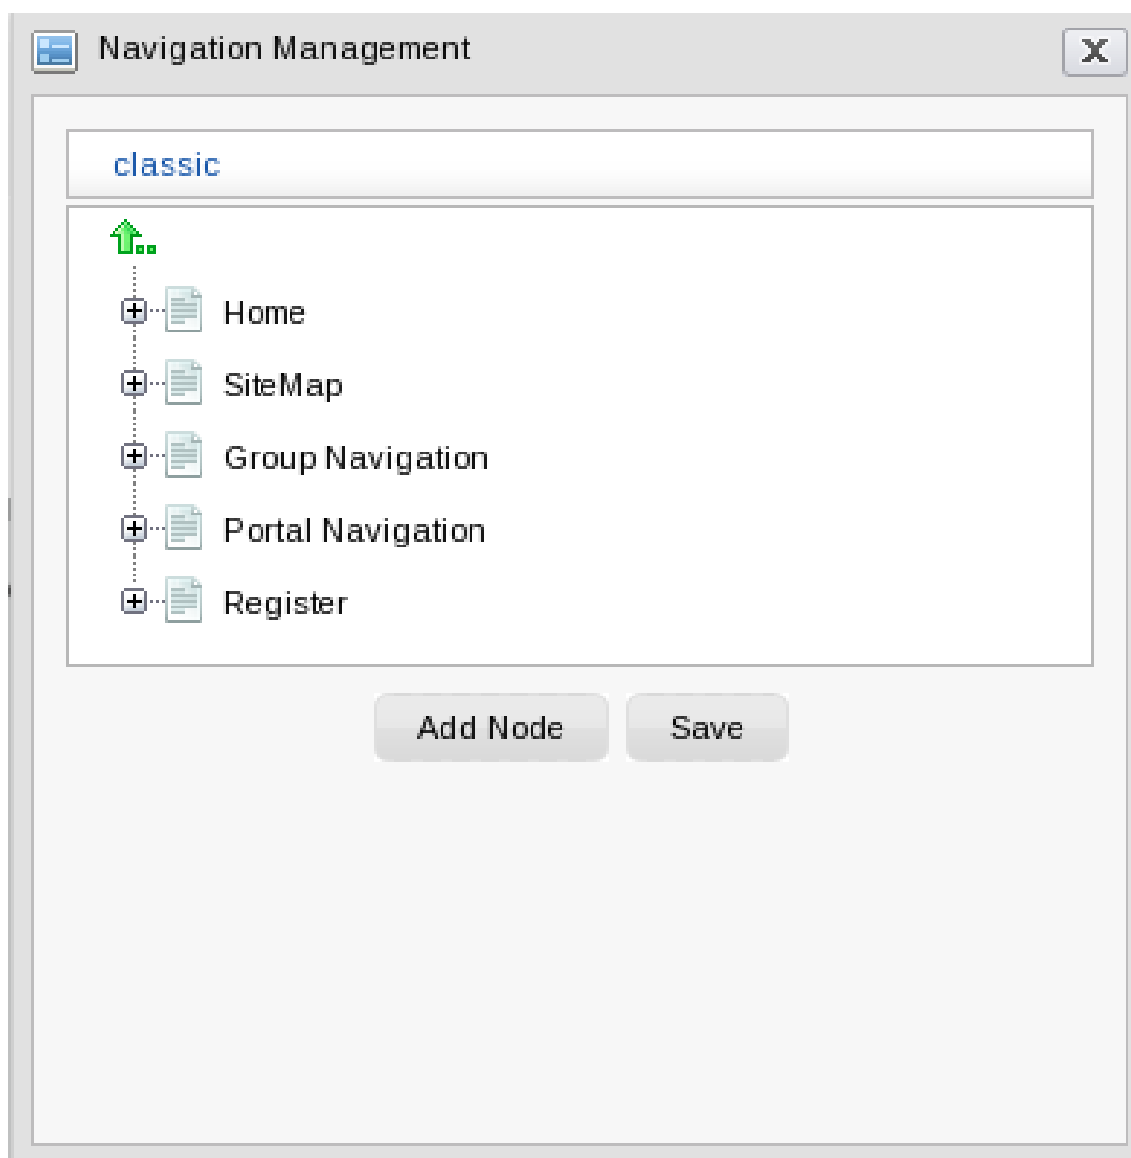 Navigation Management
X
classic
Home
SiteMap
Group Navigation
Portal Navigation
Register
Add Node
Save